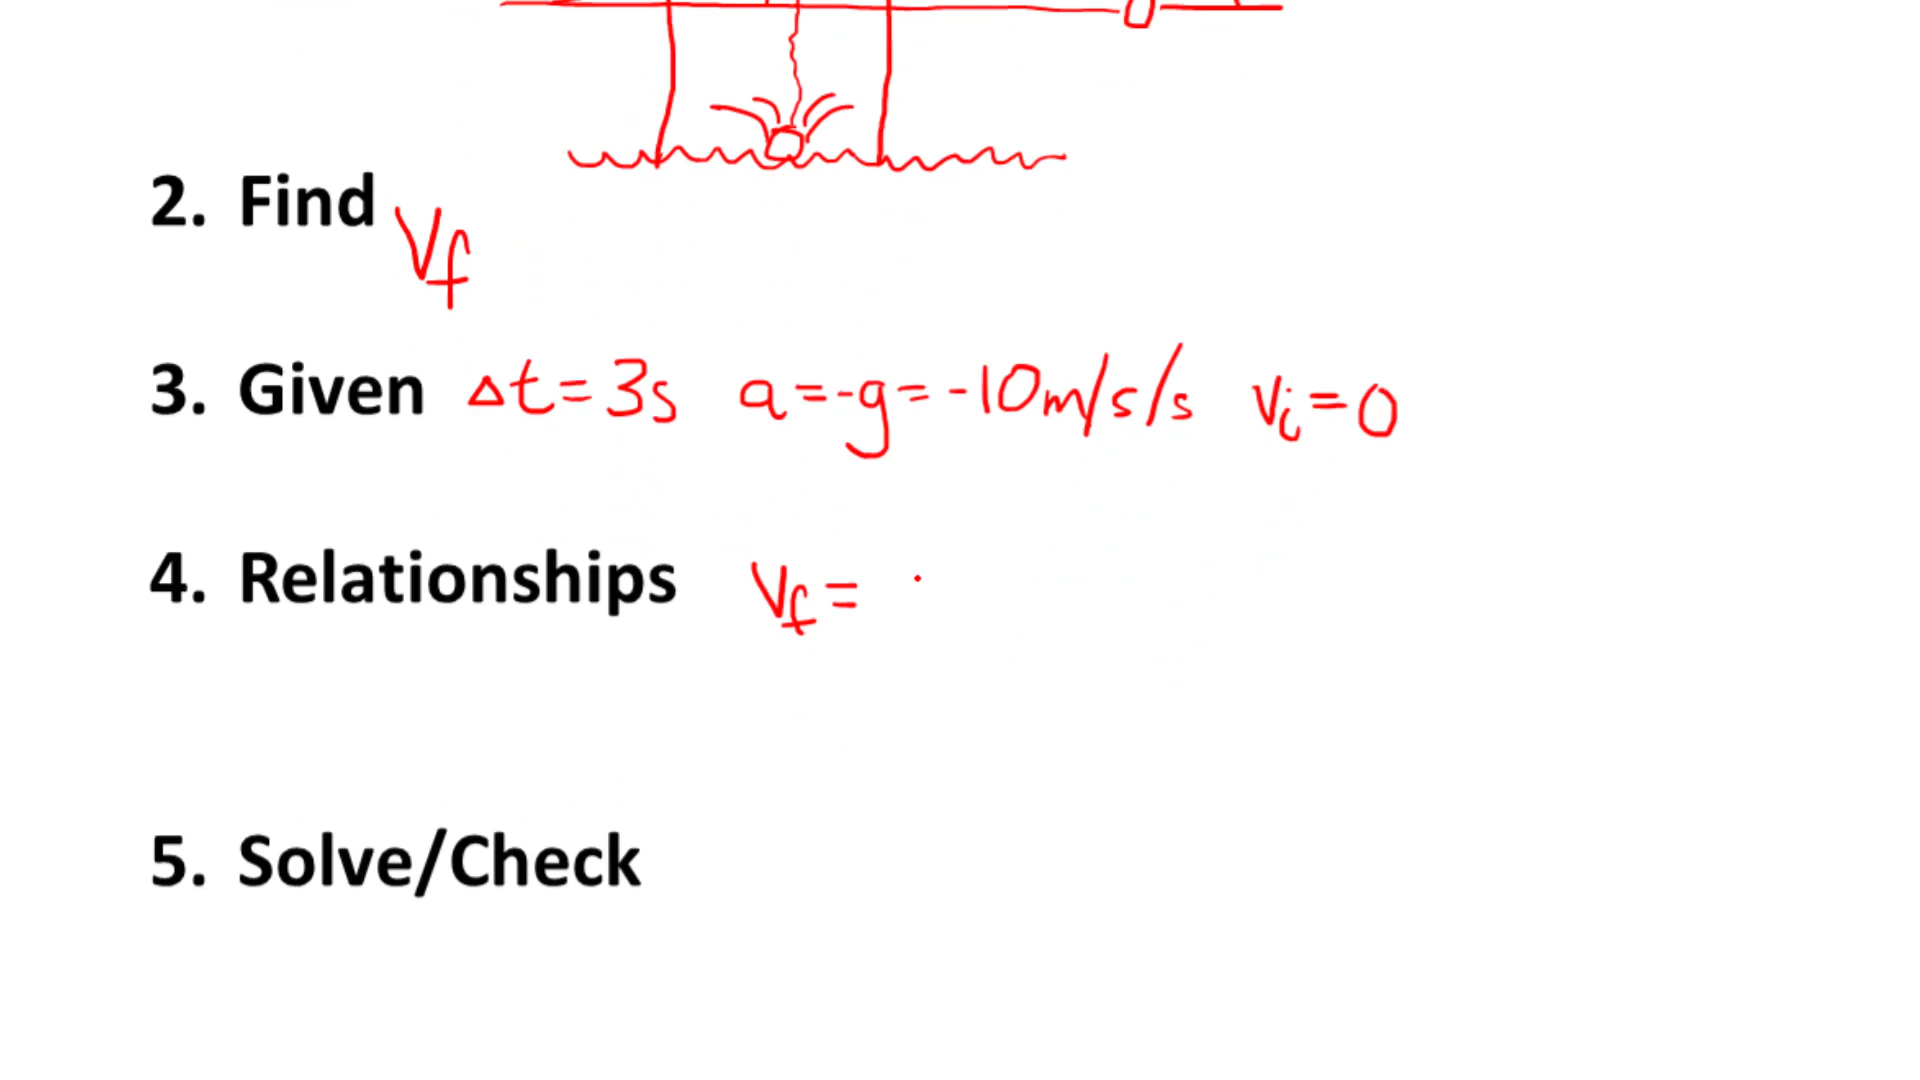 2. Find
Vf
3. Given Δt=3s a=-g=-10m/s/s Vi=0
4. Relationships Vf=
5. Solve/Check